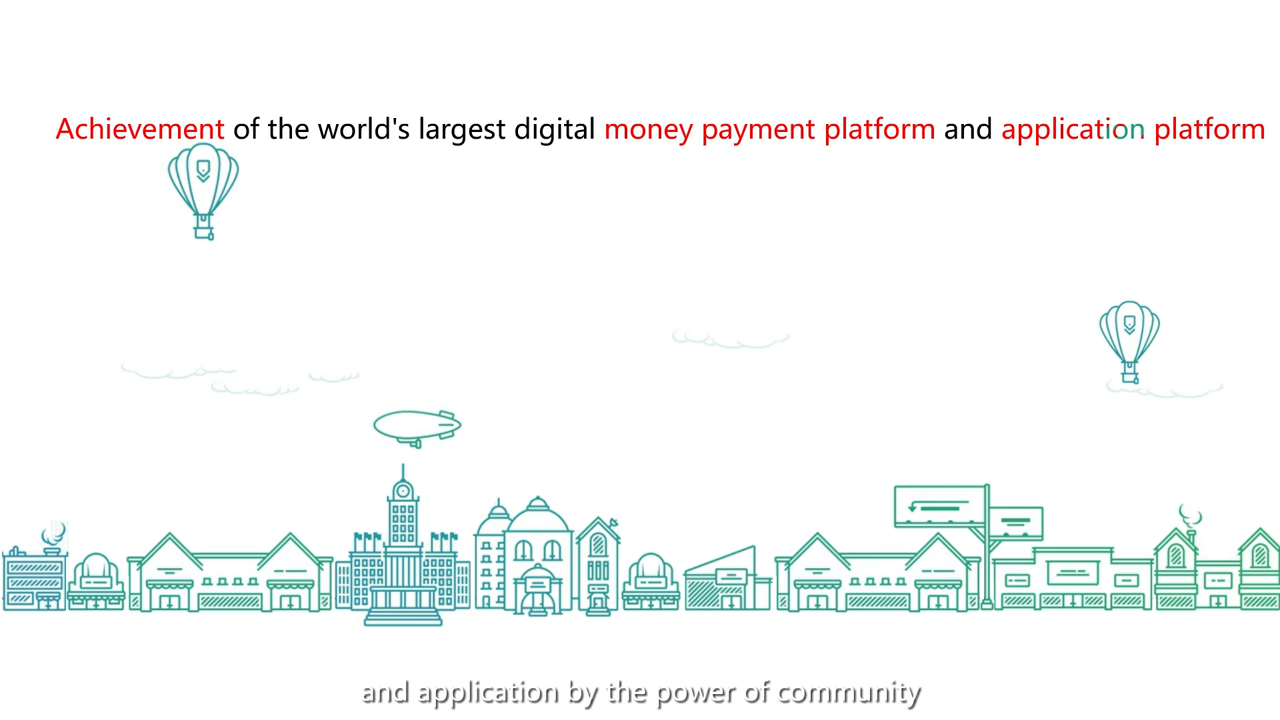 Achievement of the world's largest digital money payment platform and application platform
and application by the power of community